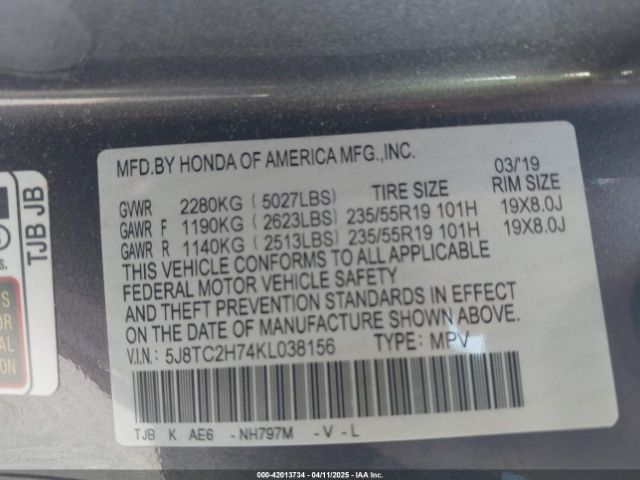 MFD.BY HONDA OF AMERICA MFG.,INC. 03/'19
GVWR 2280KG ( 5027LBS) TIRE SIZE RIM SIZE
GAWR F 1190KG ( 2623LBS) 235/55R19 101H 19X8.0J
GAWR R 1140KG ( 2513LBS) 235/55R19 101H 19X8.0J
THIS VEHICLE CONFORMS TO ALL APPLICABLE
FEDERAL MOTOR VEHICLE SAFETY
AND THEFT PREVENTION STANDARDS IN EFFECT
ON THE DATE OF MANUFACTURE SHOWN ABOVE.
V.I.N.: 5J8TC2H74KL038156 TYPE: MPV
TJB K AE6 - NH797M - V - L
TJB JB
000-42013734 - 04/11/2025 - IAA Corp.